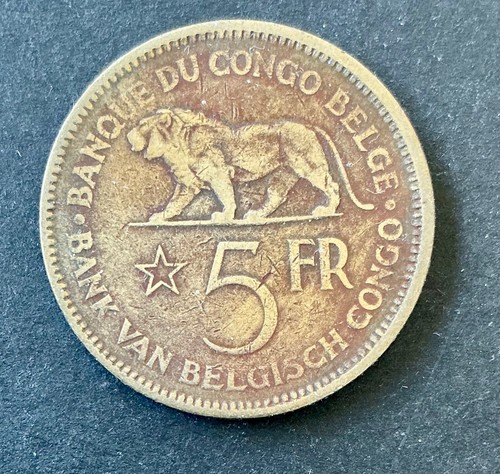 BANQUE DU CONGO BELGE
5 FR
BANK VAN BELGISCH CONGO